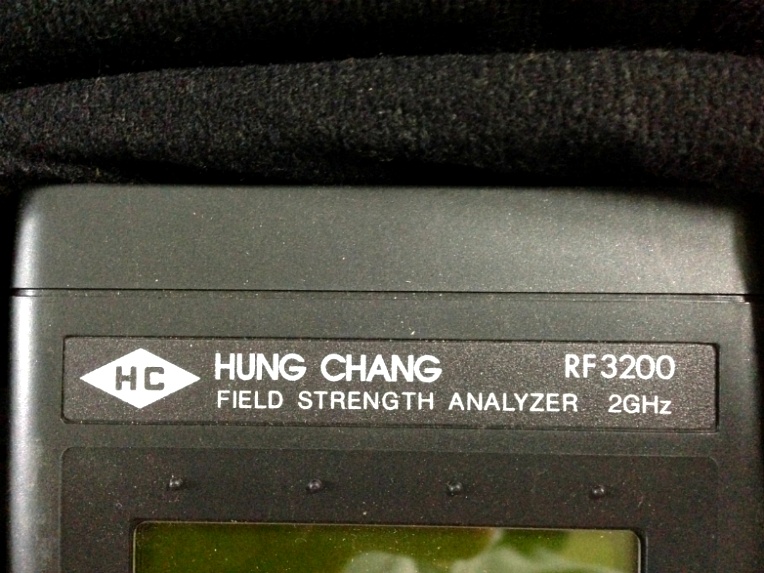 HC HUNG CHANG RF3200
FIELD STRENGTH ANALYZER 2GHz